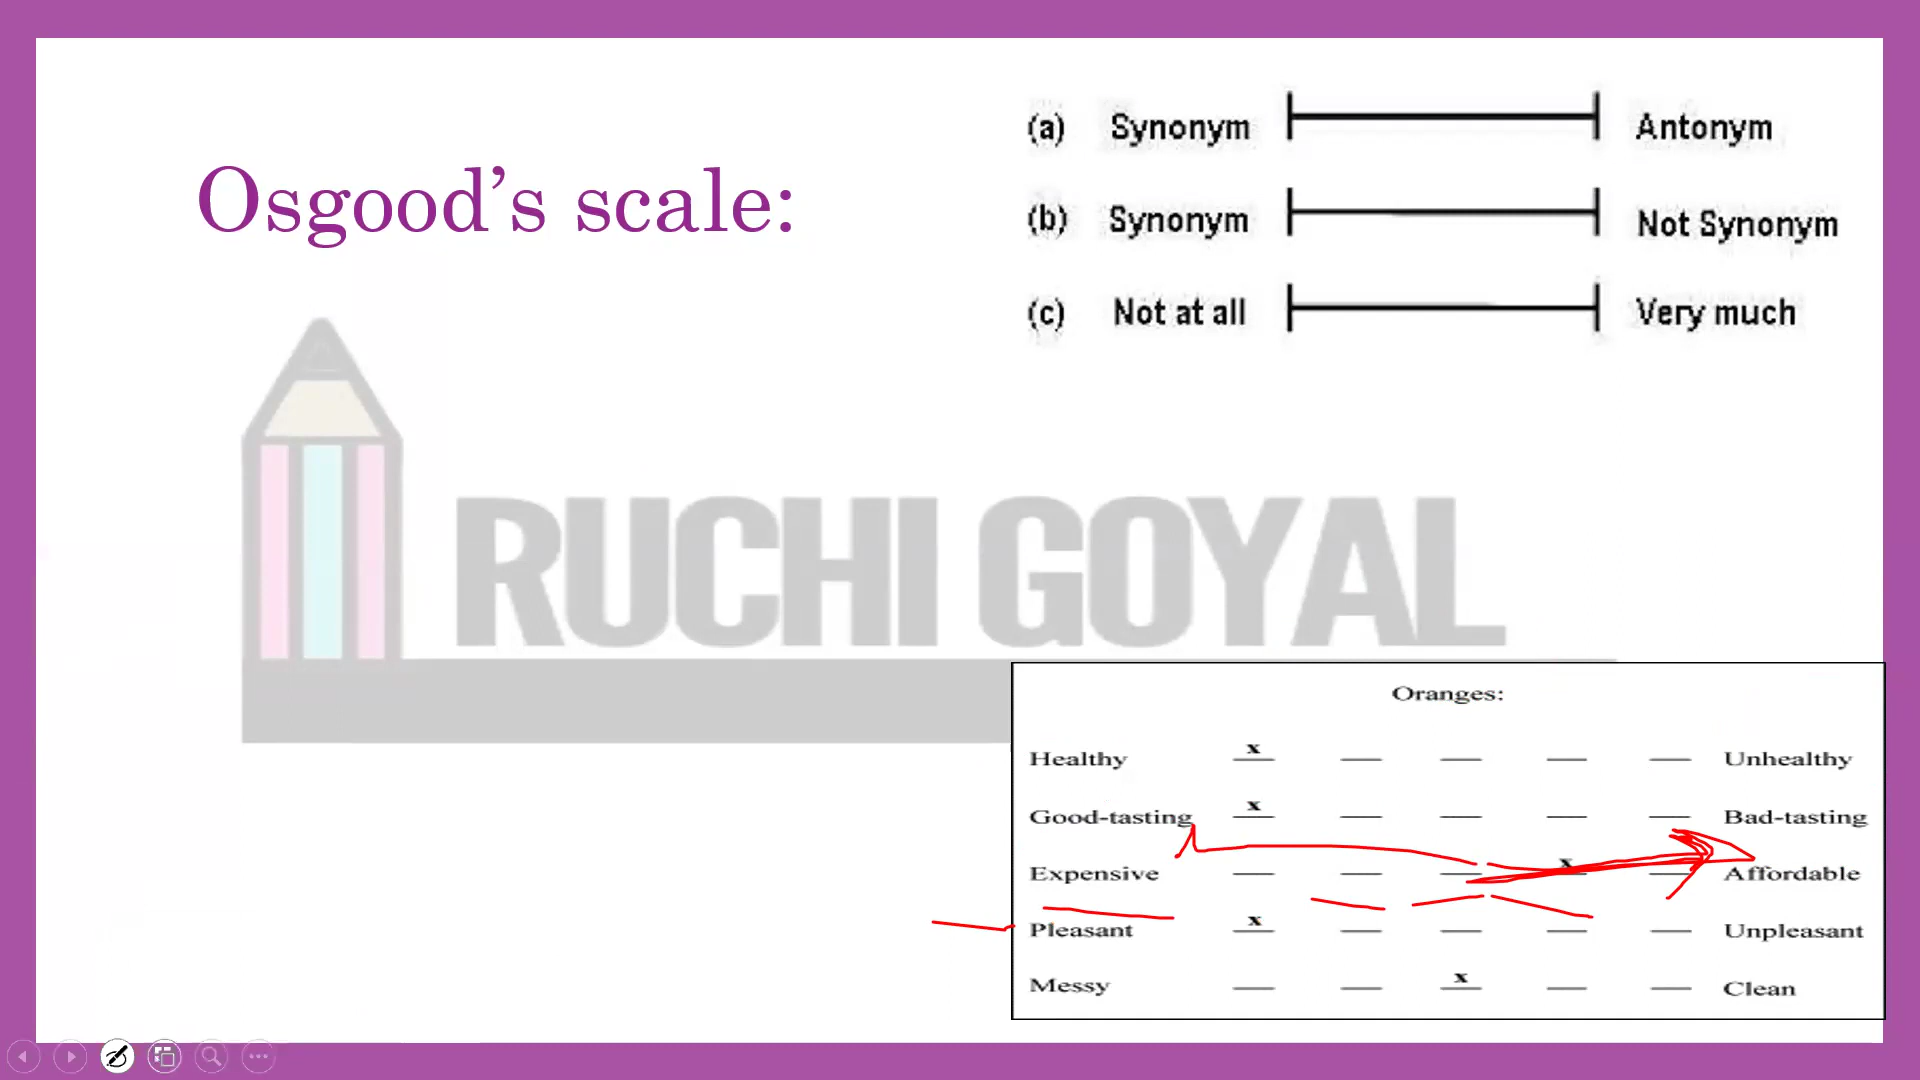 Osgood's scale:
(a) Synonym Antonym
(b) Synonym Not Synonym
(c) Not at all Very much
RUCHI GOYAL
Oranges:
Healthy x Unhealthy
Good-tasting x Bad-tasting
Expensive x Affordable
Pleasant x Unpleasant
Messy x Clean